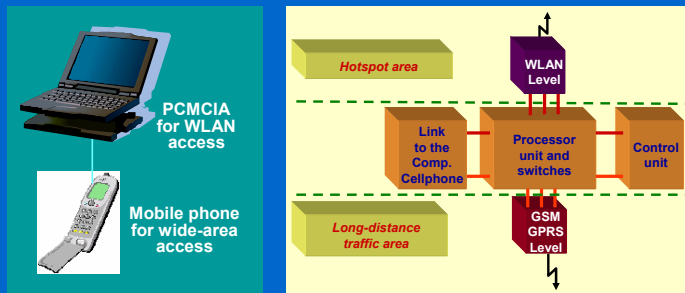 PCMCIA
for WLAN
access
Mobile phone
for wide-area
access
Hotspot area
WLAN
Level
Link
to the
Comp.
Cellphone
Processor
unit and
switches
Control
unit
Long-distance
traffic area
GSM
GPRS
Level